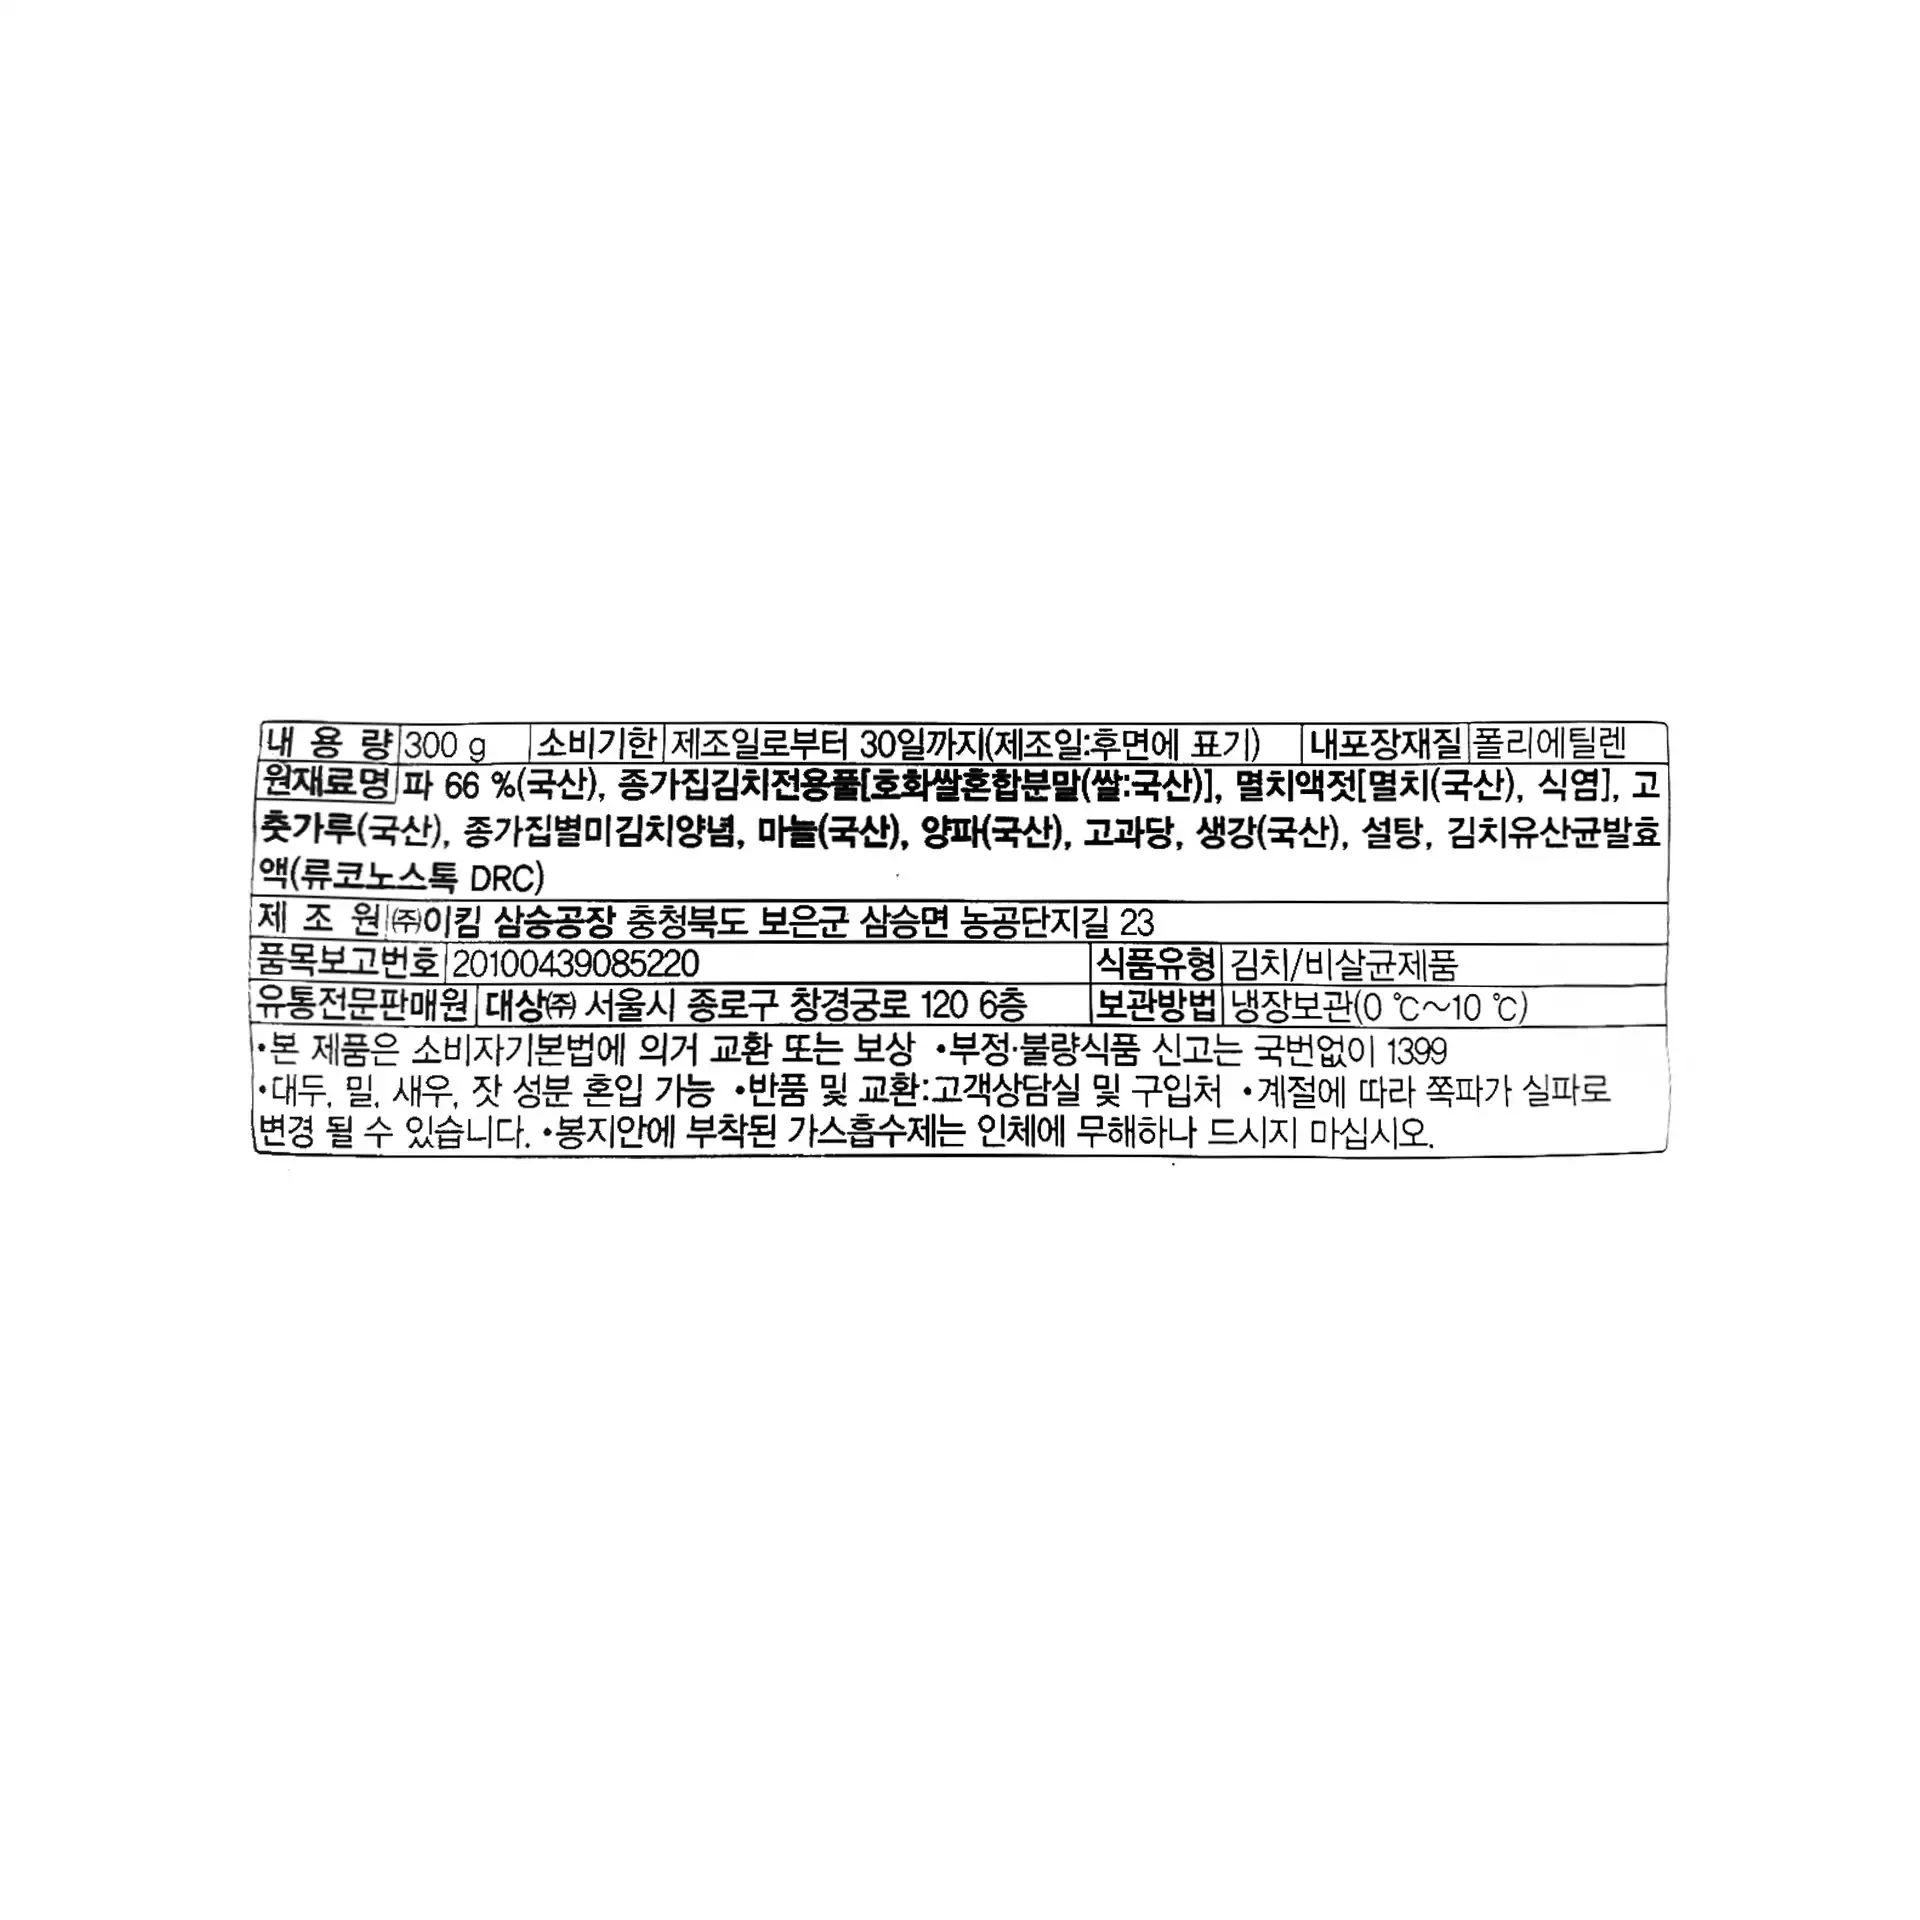 내 용 량 300 g 소비기한 제조일로부터 30일까지(제조일:후면에 표기) 내포장재질 폴리에틸렌
원재료명 파 66 %(국산), 종가집김치전용풀[호화쌀혼합분말(쌀:국산)], 멸치액젓[멸치(국산), 식염], 고
춧가루(국산), 종가집별미김치양념, 마늘(국산), 양파(국산), 고과당, 생강(국산), 설탕, 김치유산균발효
액(류코노스톡 DRC)
제 조 원 ㈜이킴 삼승공장 충청북도 보은군 삼승면 농공단지길 23
품목보고번호 20100439085220 식품유형 김치/비살균제품
유통전문판매원 대상㈜ 서울시 종로구 창경궁로 120 6층 보관방법 냉장보관(0 ℃~10 ℃)
•본 제품은 소비자기본법에 의거 교환 또는 보상 •부정·불량식품 신고는 국번없이 1399
•대두, 밀, 새우, 잣 성분 혼입 가능 •반품 및 교환:고객상담실 및 구입처 •계절에 따라 쪽파가 실파로
변경 될 수 있습니다. •봉지안에 부착된 가스흡수제는 인체에 무해하나 드시지 마십시오.